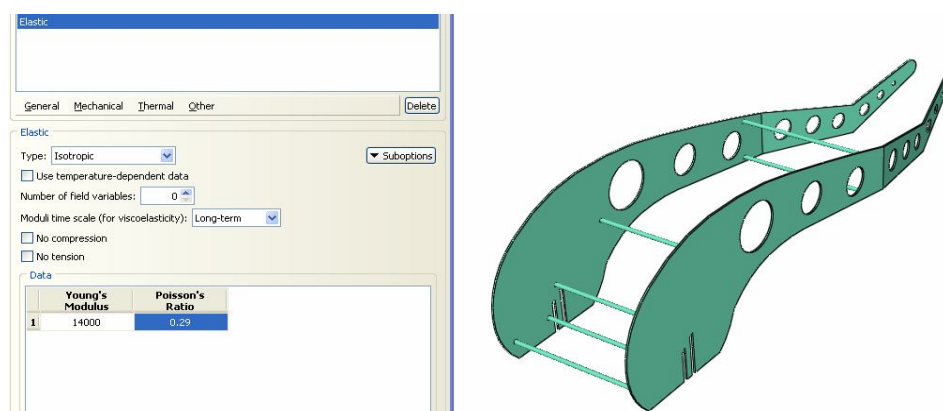 Elastic
General Mechanical Thermal Other Delete
Elastic
Type: Isotropic Suboptions
Use temperature-dependent data
Number of field variables: 0
Moduli time scale (for viscoelasticity): Long-term
No compression
No tension
Data
Young's Poisson's
Modulus Ratio
1 14000 0.29